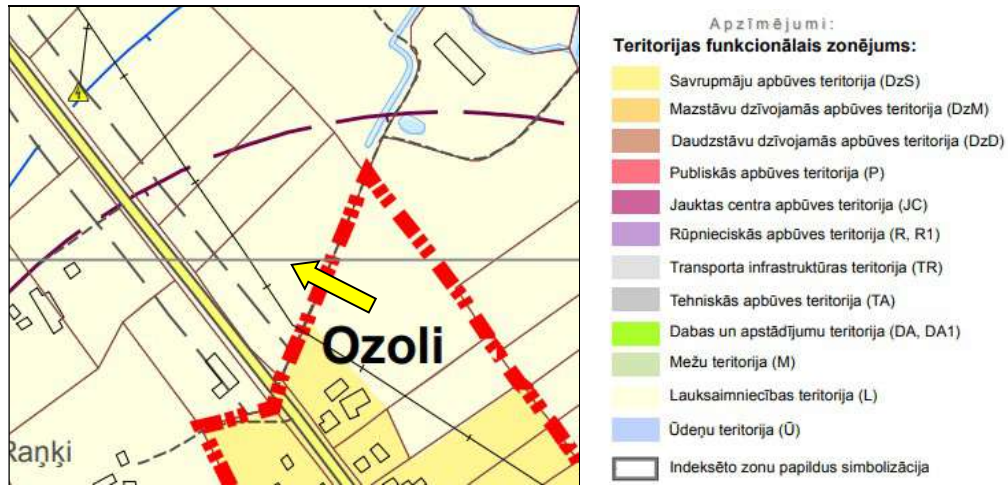 Ozoli
Raņķi
Apzīmējumi:
Teritorijas funkcionālais zonējums:
Savrupmāju apbūves teritorija (DzS)
Mazstāvu dzīvojamās apbūves teritorija (DzM)
Daudzstāvu dzīvojamās apbūves teritorija (DzD)
Publiskās apbūves teritorija (P)
Jauktas centra apbūves teritorija (JC)
Rūpnieciskās apbūves teritorija (R, R1)
Transporta infrastruktūras teritorija (TR)
Tehniskās apbūves teritorija (TA)
Dabas un apstādījumu teritorija (DA, DA1)
Mežu teritorija (M)
Lauksaimniecības teritorija (L)
Ūdeņu teritorija (Ū)
Indeksēto zonu papildus simbolizācija